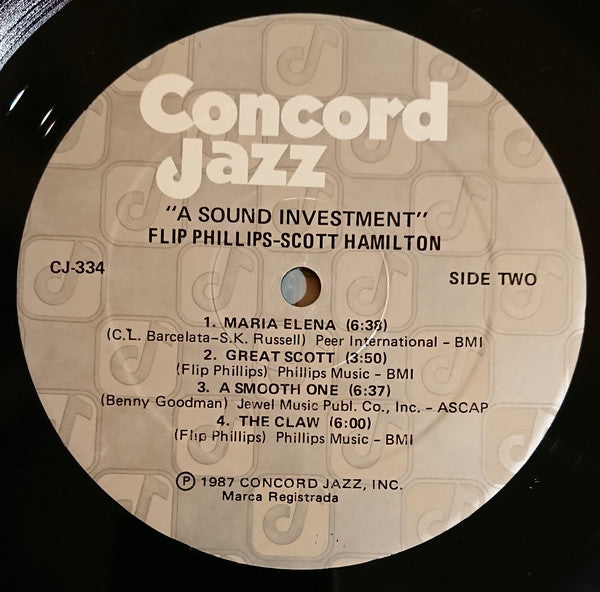 Concord
Jazz
"A SOUND INVESTMENT"
FLIP PHILLIPS-SCOTT HAMILTON
CJ-334
SIDE TWO
1. MARIA ELENA (6:38)
(C.L. Barcelata-S.K. Russell) Peer International - BMI
2. GREAT SCOTT (3:50)
(Flip Phillips) Phillips Music - BMI
3. A SMOOTH ONE (6:37)
(Benny Goodman) Jewel Music Publ. Co., Inc. - ASCAP
4. THE CLAW (6:00)
(Flip Phillips) Phillips Music - BMI
Ⓟ 1987 CONCORD JAZZ, INC.
Marca Registrada